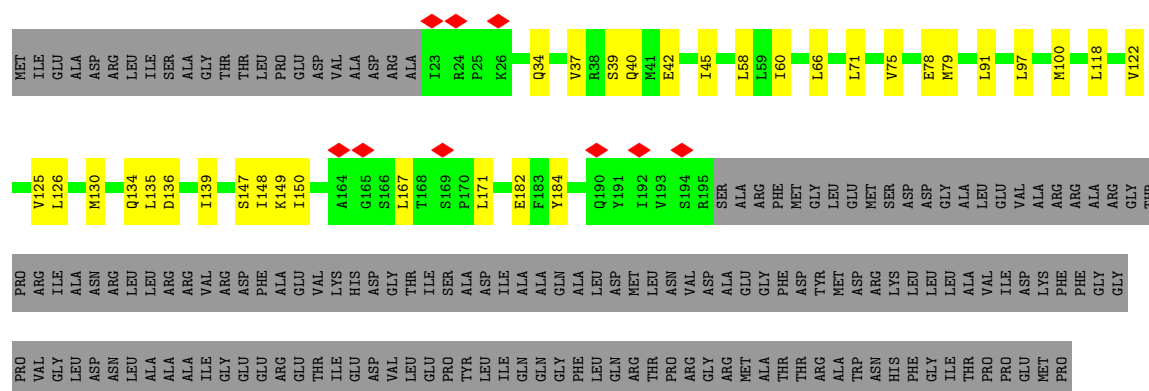 MET ILE GLU ALA ASP ARG LEU ILE SER ALA GLY THR THR LEU PRO GLU ASP VAL ALA ASP ARG ALA I23 R24 P25 K26 Q34 V37 R38 S39 Q40 M41 E42 I45 L58 L59 I60 L66 L71 V75 E78 M79 L91 L97 M100 L118 V122
V125 L126 M130 Q134 L135 D136 I139 S147 I148 K149 I150 A164 G165 S166 L167 T168 S169 P170 L171 E182 F183 Y184 Q190 Y191 I192 V193 S194 R195 SER ALA ARG PHE MET GLY LEU GLU MET SER ASP ASP GLY ALA LEU GLU VAL ALA ARG ARG ALA ARG GLY THR
PRO ARG ILE ALA ASN ARG LEU LEU ARG ARG VAL ARG ASP PHE ALA GLU VAL LYS HIS ASP GLY THR ILE SER ALA ASP ILE ALA ALA GLN ALA LEU ASP MET LEU ASN VAL ASP ALA GLU GLY PHE ASP TYR MET ASP ARG LYS LEU LEU LEU ALA VAL ILE ASP LYS PHE PHE GLY GLY
PRO VAL GLY LEU ASP ASN LEU ALA ALA ALA ILE GLY GLU GLU ARG GLU THR ILE GLU ASP VAL LEU GLU PRO TYR LEU ILE GLN GLN GLY PHE LEU GLN ARG THR PRO ARG GLY ARG MET ALA THR THR ARG ALA TRP ASN HIS PHE GLY ILE THR PRO PRO GLU MET PRO